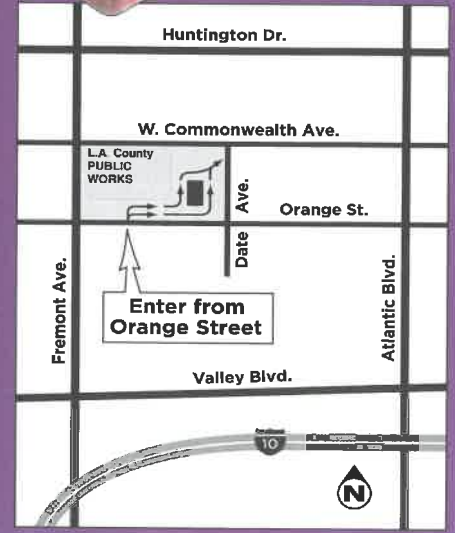 Huntington Dr.
W. Commonwealth Ave.
L.A. County
PUBLIC
WORKS
Date Ave.
Orange St.
Fremont Ave.
Enter from
Orange Street
Atlantic Blvd.
Valley Blvd.
10
N